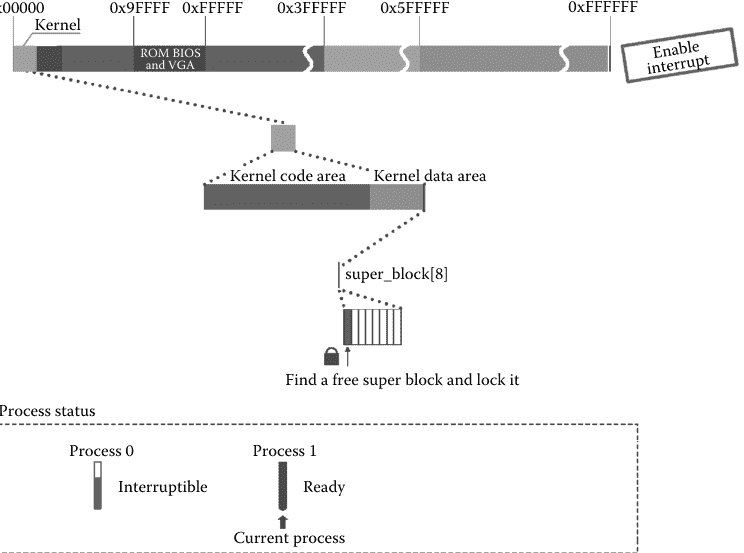 x00000 0x9FFFF 0xFFFFF 0x3FFFFF 0x5FFFFF 0xFFFFFF
Kernel
ROM BIOS
and VGA
Enable
interrupt
Kernel code area Kernel data area
super_block[8]
Find a free super block and lock it
Process status
Process 0 Process 1
Interruptible Ready
Current process